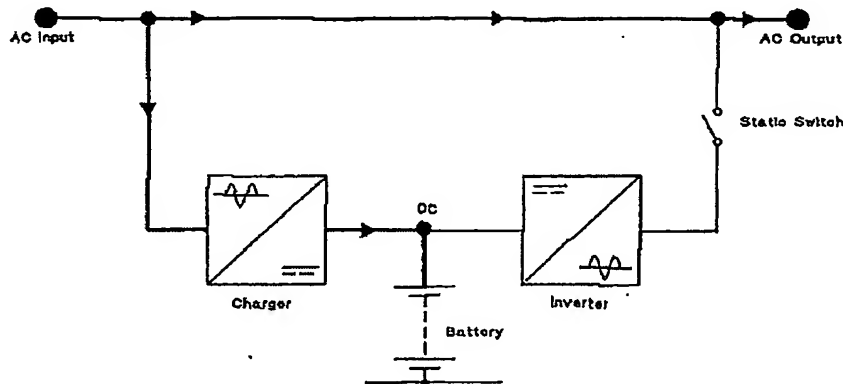 AC Input
AC Output
Static Switch
DC
Charger
Inverter
Battery